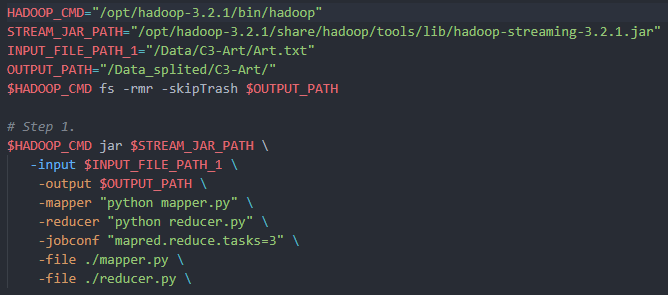 HADOOP_CMD="/opt/hadoop-3.2.1/bin/hadoop"
STREAM_JAR_PATH="/opt/hadoop-3.2.1/share/hadoop/tools/lib/hadoop-streaming-3.2.1.jar"
INPUT_FILE_PATH_1="/Data/C3-Art/Art.txt"
OUTPUT_PATH="/Data_splited/C3-Art/"
$HADOOP_CMD fs -rmr -skipTrash $OUTPUT_PATH
# Step 1.
$HADOOP_CMD jar $STREAM_JAR_PATH \
-input $INPUT_FILE_PATH_1 \
-output $OUTPUT_PATH \
-mapper "python mapper.py" \
-reducer "python reducer.py" \
-jobconf "mapred.reduce.tasks=3" \
-file ./mapper.py \
-file ./reducer.py \